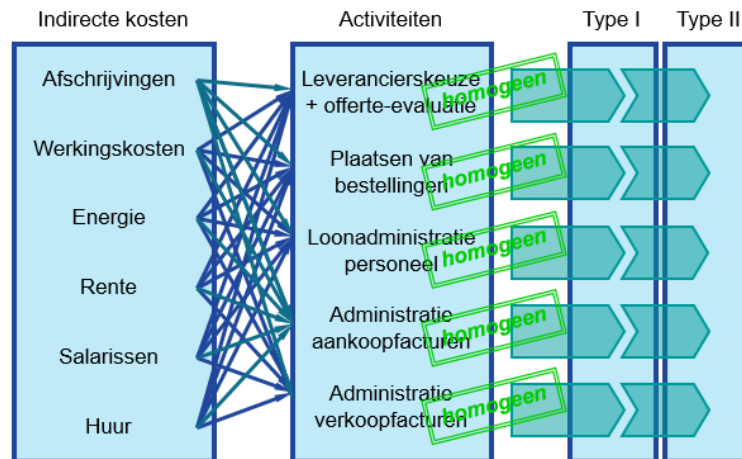 Indirecte kosten
Afschrijvingen
Werkingskosten
Energie
Rente
Salarissen
Huur
Activiteiten
Leverancierskeuze
+ offerte-evaluatie
homogeen
Plaatsen van
bestellingen
homogeen
Loonadministratie
personeel
homogeen
Administratie
aankoopfacturen
homogeen
Administratie
verkoopfacturen
homogeen
Type I
Type II